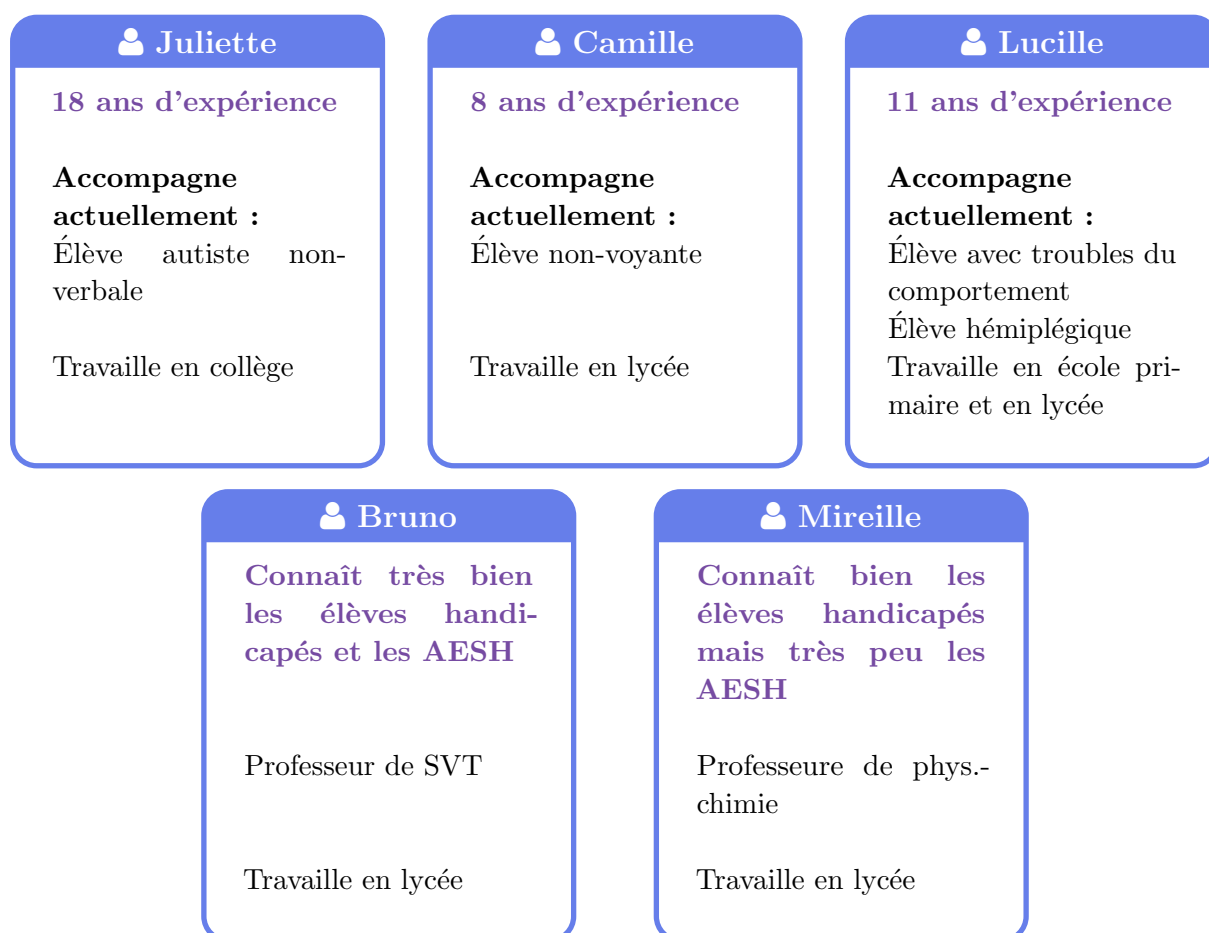 Juliette
18 ans d'expérience
Accompagne
actuellement :
Élève autiste non-
verbale
Travaille en collège
Camille
8 ans d'expérience
Accompagne
actuellement :
Élève non-voyante
Travaille en lycée
Lucille
11 ans d'expérience
Accompagne
actuellement :
Élève avec troubles du
comportement
Élève hémiplégique
Travaille en école pri-
maire et en lycée
Bruno
Connaît très bien
les élèves handi-
capés et les AESH
Professeur de SVT
Travaille en lycée
Mireille
Connaît bien les
élèves handicapés
mais très peu les
AESH
Professeure de phys.-
chimie
Travaille en lycée